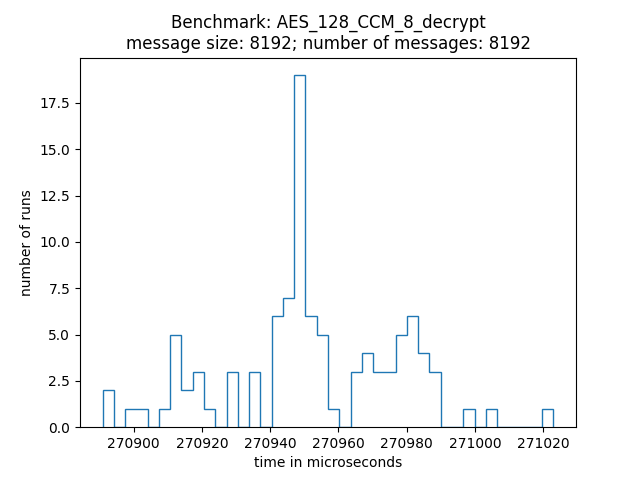 Benchmark: AES_128_CCM_8_decrypt
message size: 8192; number of messages: 8192
17.5
15.0
12.5
10.0
7.5
5.0
2.5
0.0
number of runs
270900 270920 270940 270960 270980 271000 271020
time in microseconds